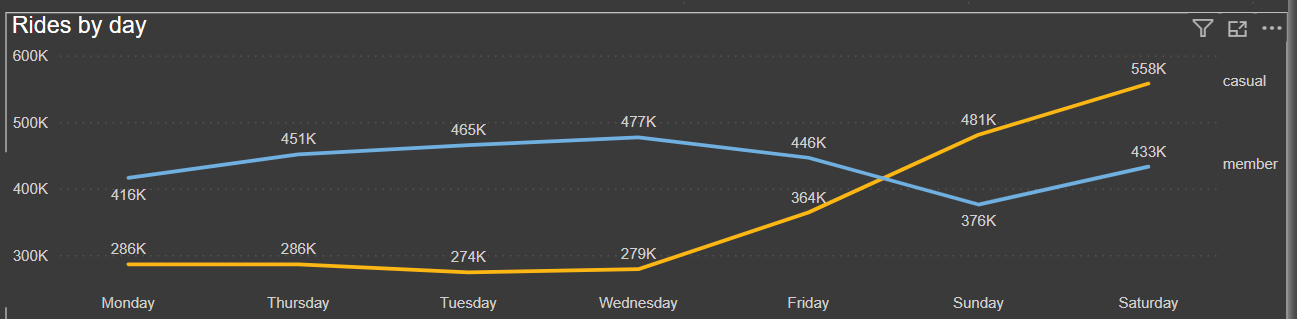 Rides by day
600K
558K
casual
500K
451K
465K
477K
446K
481K
433K
member
400K
416K
364K
376K
300K
286K
286K
274K
279K
Monday
Thursday
Tuesday
Wednesday
Friday
Sunday
Saturday